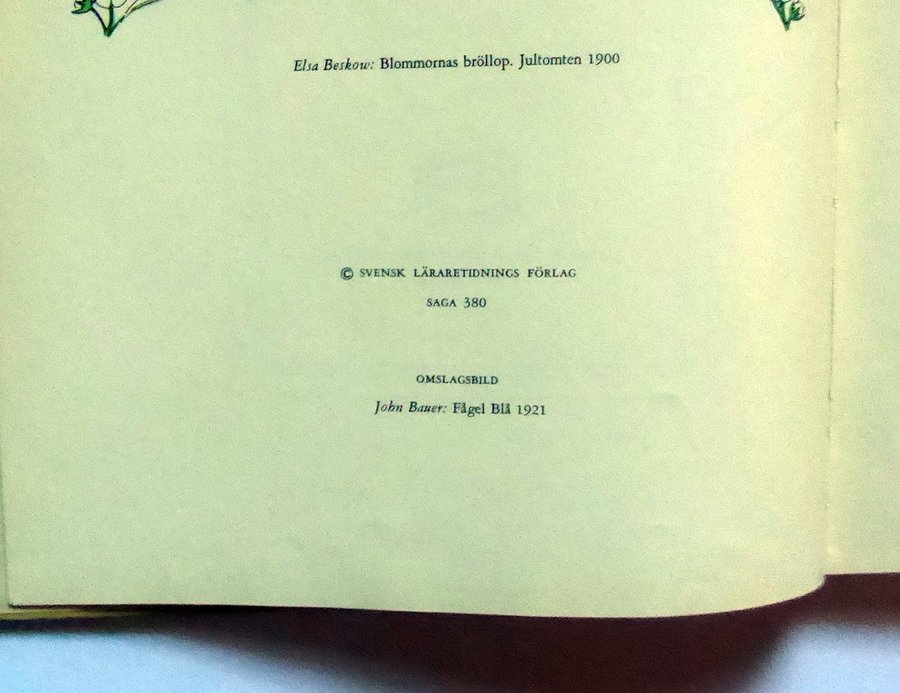 Elsa Beskow: Blommornas bröllop. Jultomten 1900
© SVENSK LÄRARETIDNINGS FÖRLAG
SAGA 380
OMSLAGSBILD
John Bauer: Fågel Blå 1921